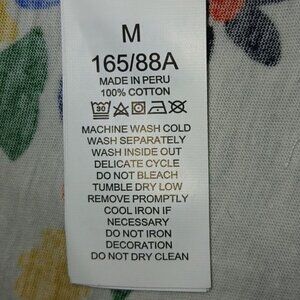 M
165/88A
MADE IN PERU
100% COTTON
30
MACHINE WASH COLD
WASH SEPARATELY
WASH INSIDE OUT
DELICATE CYCLE
DO NOT BLEACH
TUMBLE DRY LOW
REMOVE PROMPTLY
COOL IRON IF
NECESSARY
DO NOT IRON
DECORATION
DO NOT DRY CLEAN